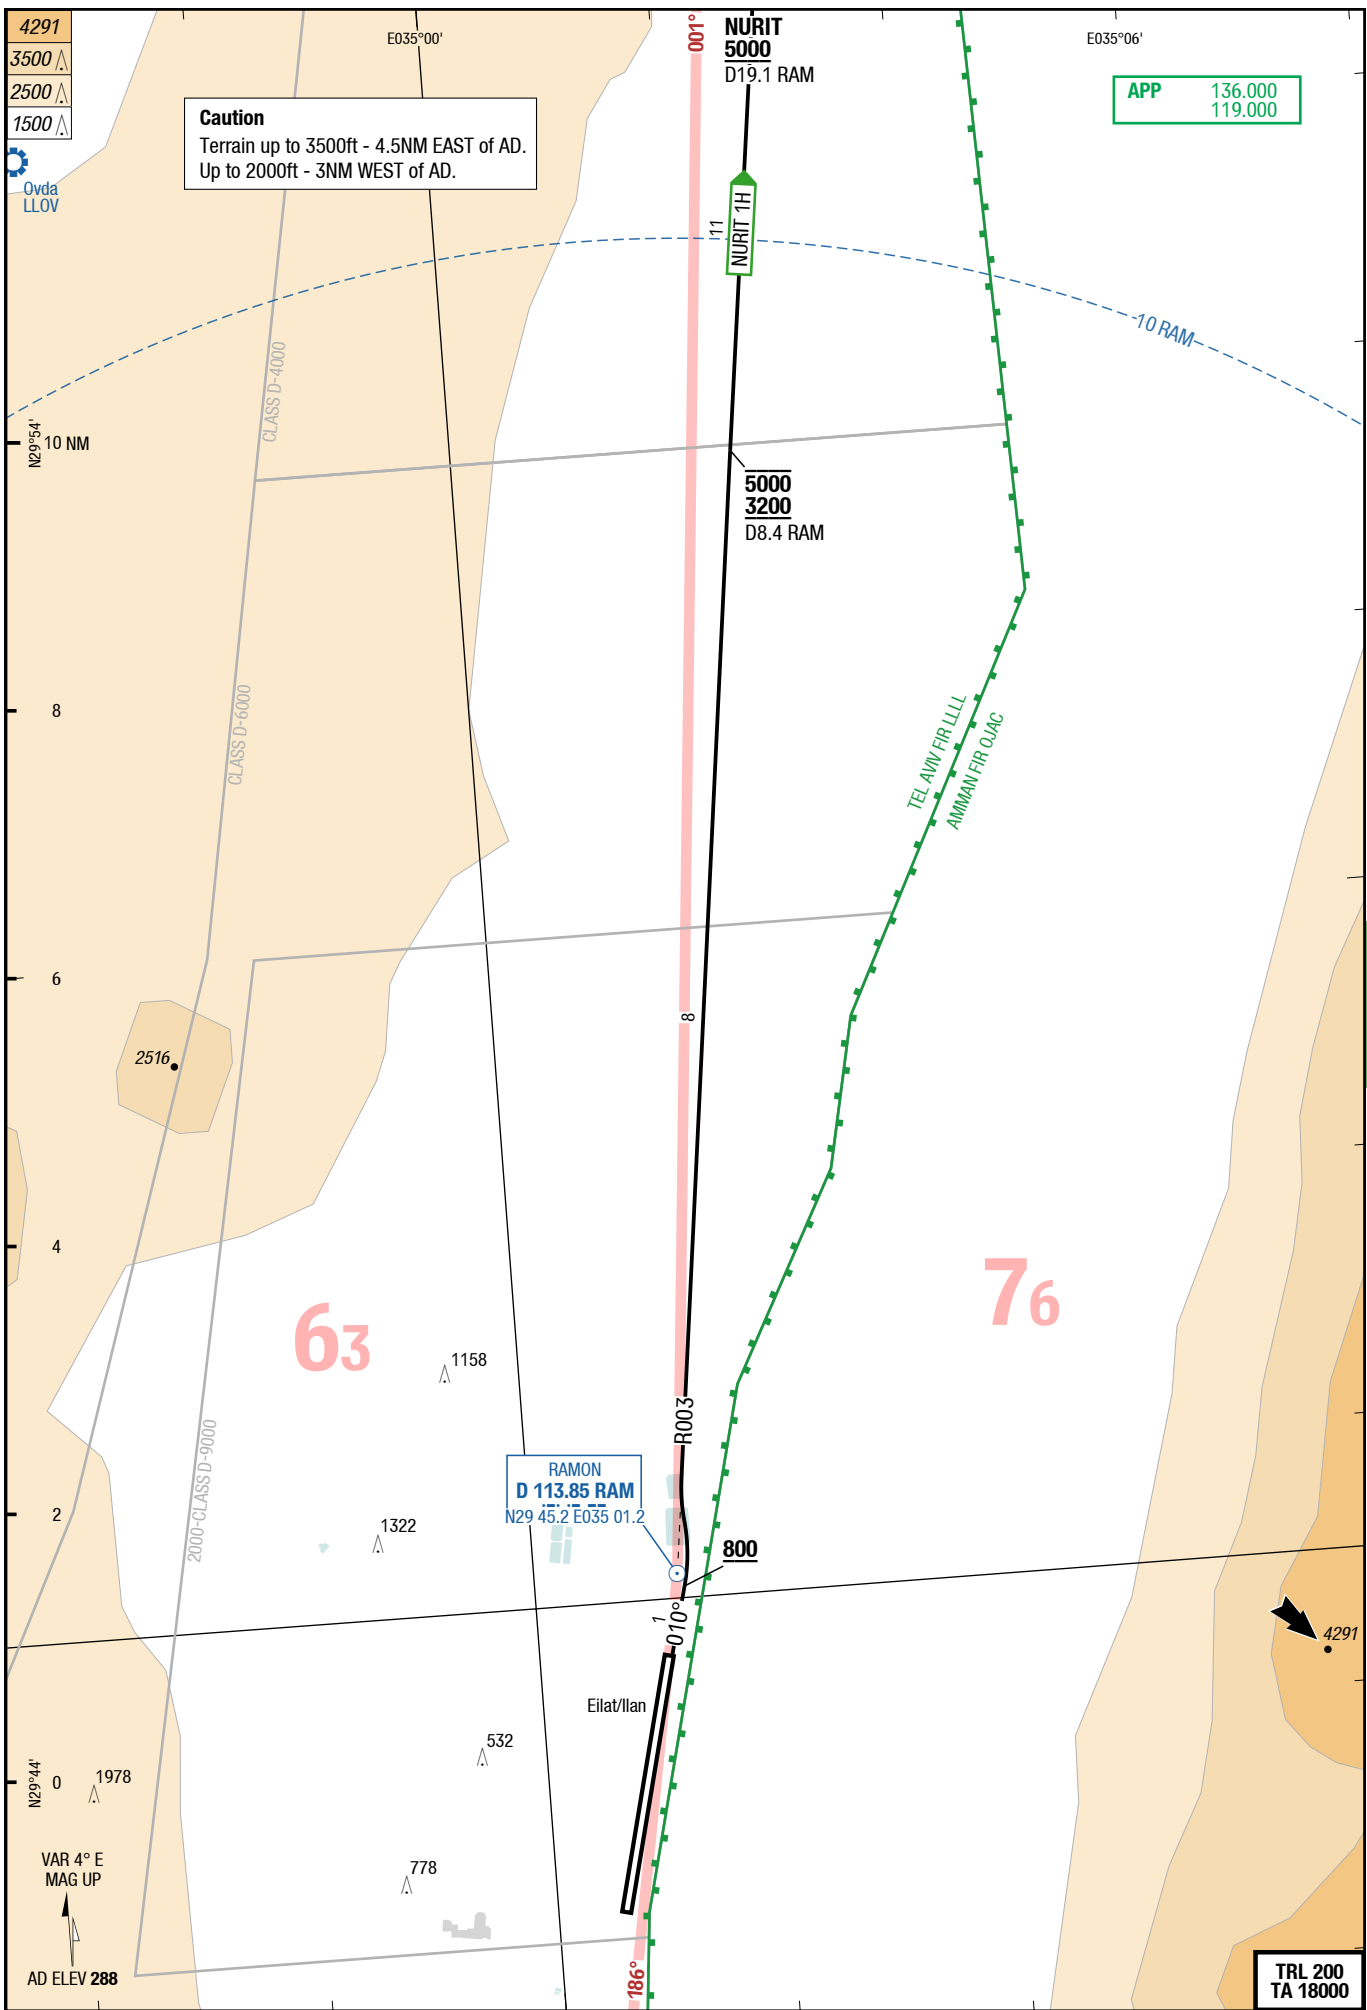 4291
3500
2500
1500
E035°00'
001°
NURIT
5000
D19.1 RAM
E035°06'
APP 136.000
119.000
Caution
Terrain up to 3500ft - 4.5NM EAST of AD.
Up to 2000ft - 3NM WEST of AD.
Ovda
LLOV
11
NURIT 1H
10 RAM
CLASS D-4000
N29°54'
10 NM
5000
3200
D8.4 RAM
CLASS D-6000
8
TEL AVIV FIR LLLL
AMMAN FIR OJAC
6
8
2516
4
63
76
1158
R003
2000-CLASS D-9000
RAMON
D 113.85 RAM
N29 45.2 E035 01.2
2
1322
800
1
010°
4291
Eilat/Ilan
532
N29°44'
0
1978
778
VAR 4° E
MAG UP
AD ELEV 288
186°
TRL 200
TA 18000